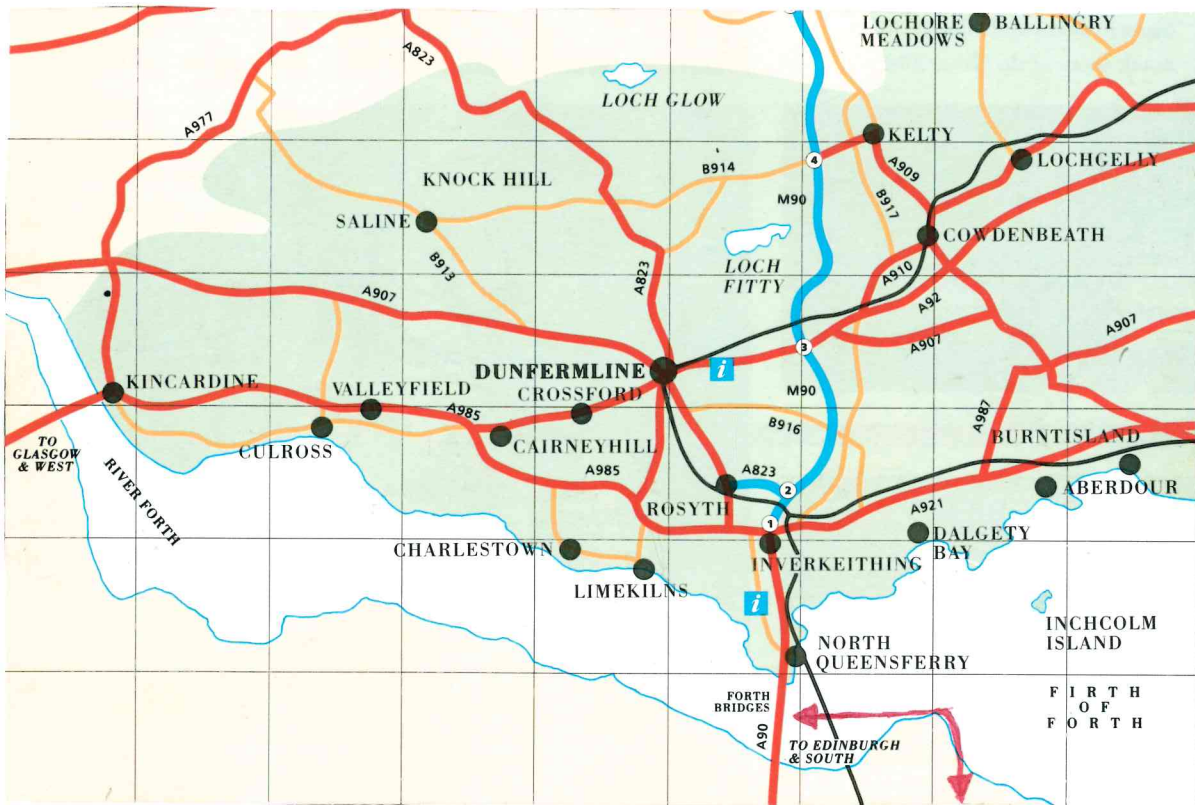 LOCHORE
MEADOWS
BALLINGRY
A823
LOCH GLOW
A977
KELTY
4
LOCHGELLY
B914
A909
KNOCK HILL
M90
B917
SALINE
COWDENBEATH
B913
A823
LOCH
FITTY
A910
A92
A907
3
A907
A907
DUNFERMLINE
i
KINCARDINE
VALLEYFIELD
CROSSFORD
M90
A985
A987
B916
BURNTISLAND
TO
GLASGOW
& WEST
CULROSS
CAIRNEYHILL
RIVER FORTH
A985
A823
2
ROSYTH
ABERDOUR
A921
1
CHARLESTOWN
INVERKEITHING
DALGETY
BAY
LIMEKILNS
i
INCHCOLM
ISLAND
NORTH
QUEENSFERRY
FORTH
BRIDGES
FIRTH
OF
FORTH
A90
TO EDINBURGH
& SOUTH